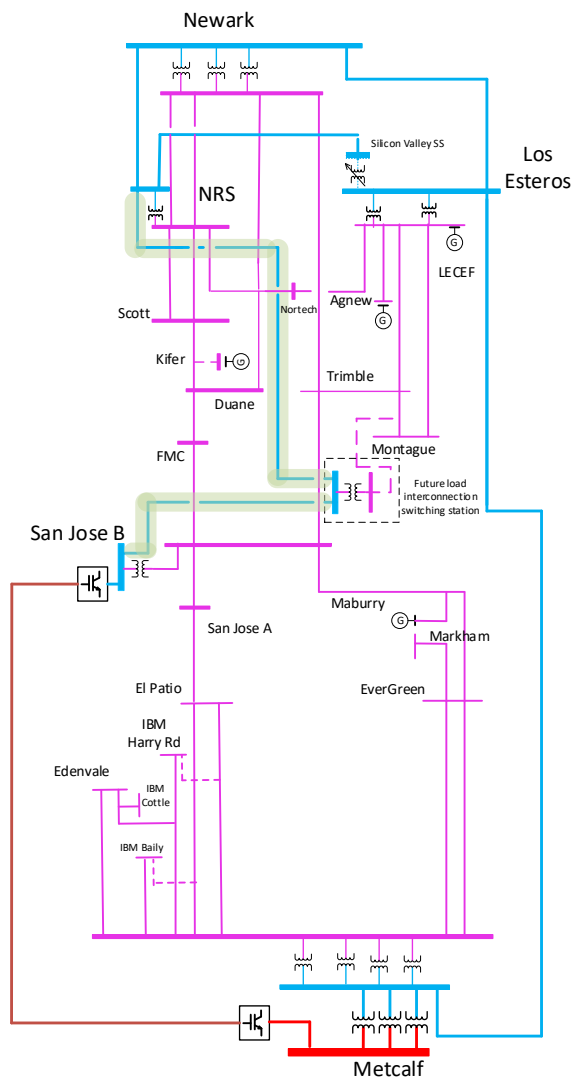 Newark
Silicon Valley SS
Los
Esteros
NRS
LECEF
G
Agnew
Nortech
G
Scott
Kifer
G
Trimble
Duane
Montague
FMC
Future load
interconnection
switching station
San Jose B
Maburry
San Jose A
G
Markham
El Patio
EverGreen
IBM
Harry Rd
Edenvale
IBM
Cottle
IBM Baily
Metcalf